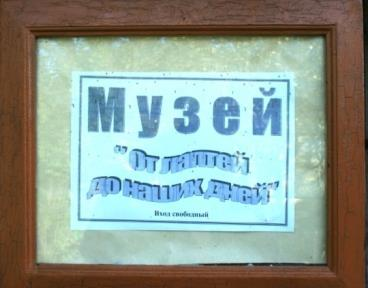 Музей
"От лаптей
до наших дней"
Вход свободный